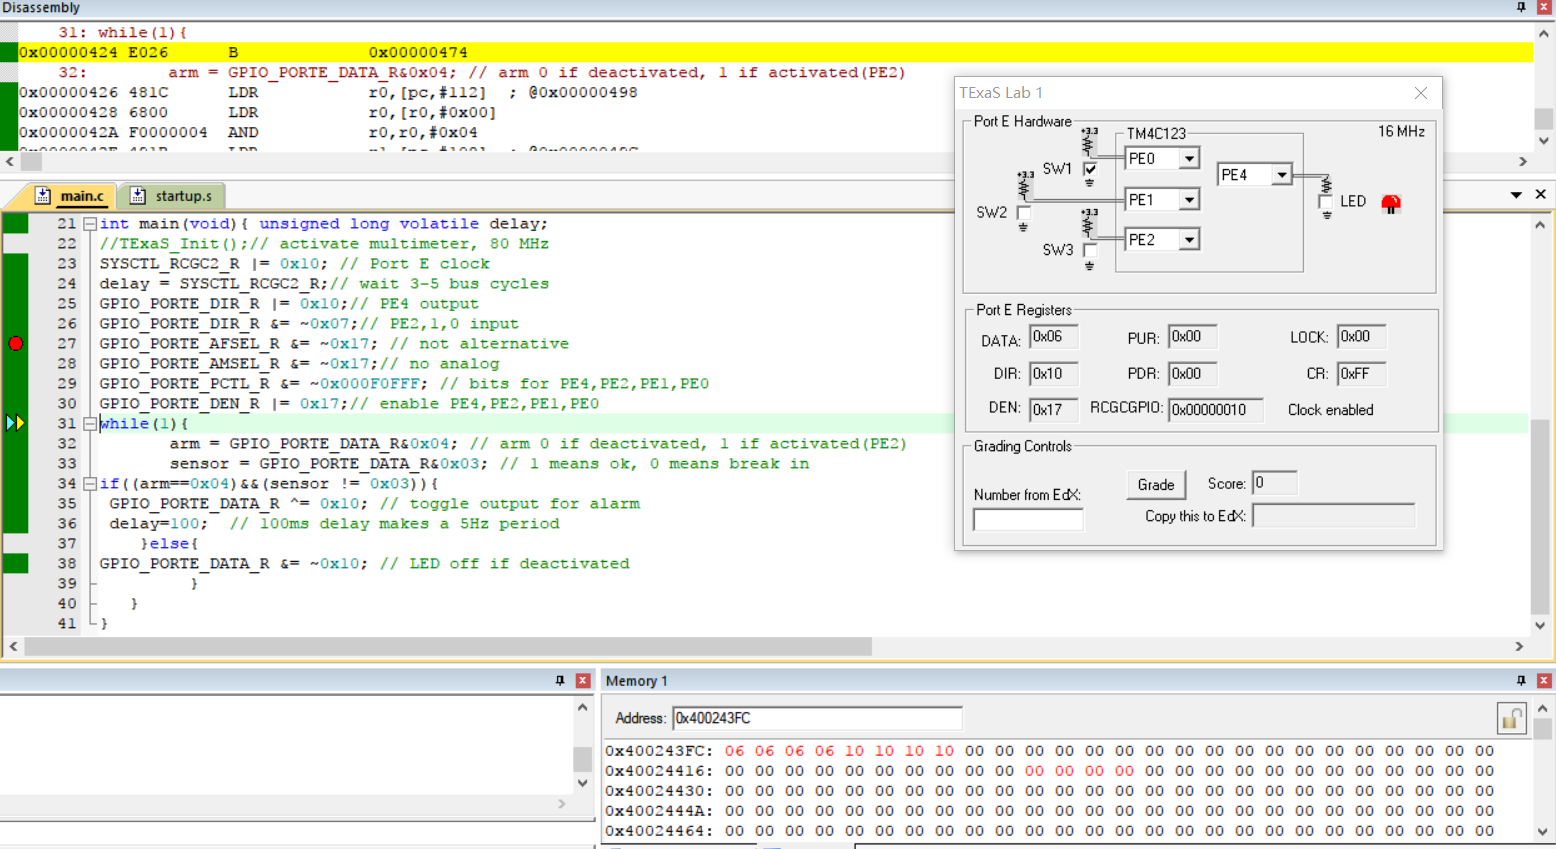 Disassembly
31: while(1){
0x00000424 E026 B 0x00000474
32: arm = GPIO_PORTE_DATA_R&0x04; // arm 0 if deactivated, 1 if activated(PE2)
0x00000426 481C LDR r0,[pc,#112] ; @0x00000498
0x00000428 6800 LDR r0,[r0,#0x00]
0x0000042A F0000004 AND r0,r0,#0x04
main.c startup.s
21 int main(void){ unsigned long volatile delay;
22 //TExaS_Init();// activate multimeter, 80 MHz
23 SYSCTL_RCGC2_R |= 0x10; // Port E clock
24 delay = SYSCTL_RCGC2_R;// wait 3-5 bus cycles
25 GPIO_PORTE_DIR_R |= 0x10;// PE4 output
26 GPIO_PORTE_DIR_R &= ~0x07;// PE2,1,0 input
27 GPIO_PORTE_AFSEL_R &= ~0x17; // not alternative
28 GPIO_PORTE_AMSEL_R &= ~0x17;// no analog
29 GPIO_PORTE_PCTL_R &= ~0x000F0FFF; // bits for PE4,PE2,PE1,PE0
30 GPIO_PORTE_DEN_R |= 0x17;// enable PE4,PE2,PE1,PE0
31 while(1){
32 arm = GPIO_PORTE_DATA_R&0x04; // arm 0 if deactivated, 1 if activated(PE2)
33 sensor = GPIO_PORTE_DATA_R&0x03; // 1 means ok, 0 means break in
34 if((arm==0x04)&&(sensor != 0x03)){
35 GPIO_PORTE_DATA_R ^= 0x10; // toggle output for alarm
36 delay=100; // 100ms delay makes a 5Hz period
37 }else{
38 GPIO_PORTE_DATA_R &= ~0x10; // LED off if deactivated
39 }
40 }
41 }
TExaS Lab 1
Port E Hardware
+3.3 TM4C123 16 MHz
SW1 PE0
+3.3 PE4
SW2 PE1 LED
+3.3
SW3 PE2
Port E Registers
DATA: 0x06 PUR: 0x00 LOCK: 0x00
DIR: 0x10 PDR: 0x00 CR: 0xFF
DEN: 0x17 RCGCGPIO: 0x00000010 Clock enabled
Grading Controls
Number from EdX: Grade Score: 0
Copy this to EdX:
Memory 1
Address: 0x400243FC
0x400243FC: 06 06 06 06 10 10 10 10 00 00 00 00 00 00 00 00 00 00 00 00 00 00 00 00 00 00
0x40024416: 00 00 00 00 00 00 00 00 00 00 00 00 00 00 00 00 00 00 00 00 00 00 00 00 00 00
0x40024430: 00 00 00 00 00 00 00 00 00 00 00 00 00 00 00 00 00 00 00 00 00 00 00 00 00 00
0x4002444A: 00 00 00 00 00 00 00 00 00 00 00 00 00 00 00 00 00 00 00 00 00 00 00 00 00 00
0x40024464: 00 00 00 00 00 00 00 00 00 00 00 00 00 00 00 00 00 00 00 00 00 00 00 00 00 00